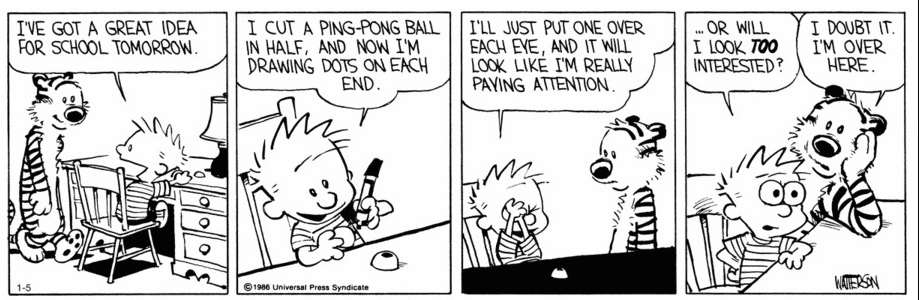 I'VE GOT A GREAT IDEA
FOR SCHOOL TOMORROW.
1-5
I CUT A PING-PONG BALL
IN HALF, AND NOW I'M
DRAWING DOTS ON EACH
END.
©1986 Universal Press Syndicate
I'LL JUST PUT ONE OVER
EACH EYE, AND IT WILL
LOOK LIKE I'M REALLY
PAYING ATTENTION.
...OR WILL
I LOOK TOO
INTERESTED?
I DOUBT IT.
I'M OVER
HERE.
WATTERSON